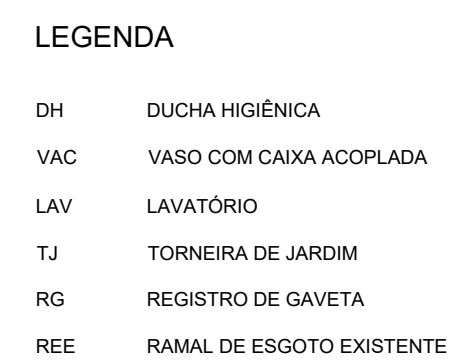 LEGENDA
DH DUCHA HIGIÊNICA
VAC VASO COM CAIXA ACOPLADA
LAV LAVATÓRIO
TJ TORNEIRA DE JARDIM
RG REGISTRO DE GAVETA
REE RAMAL DE ESGOTO EXISTENTE